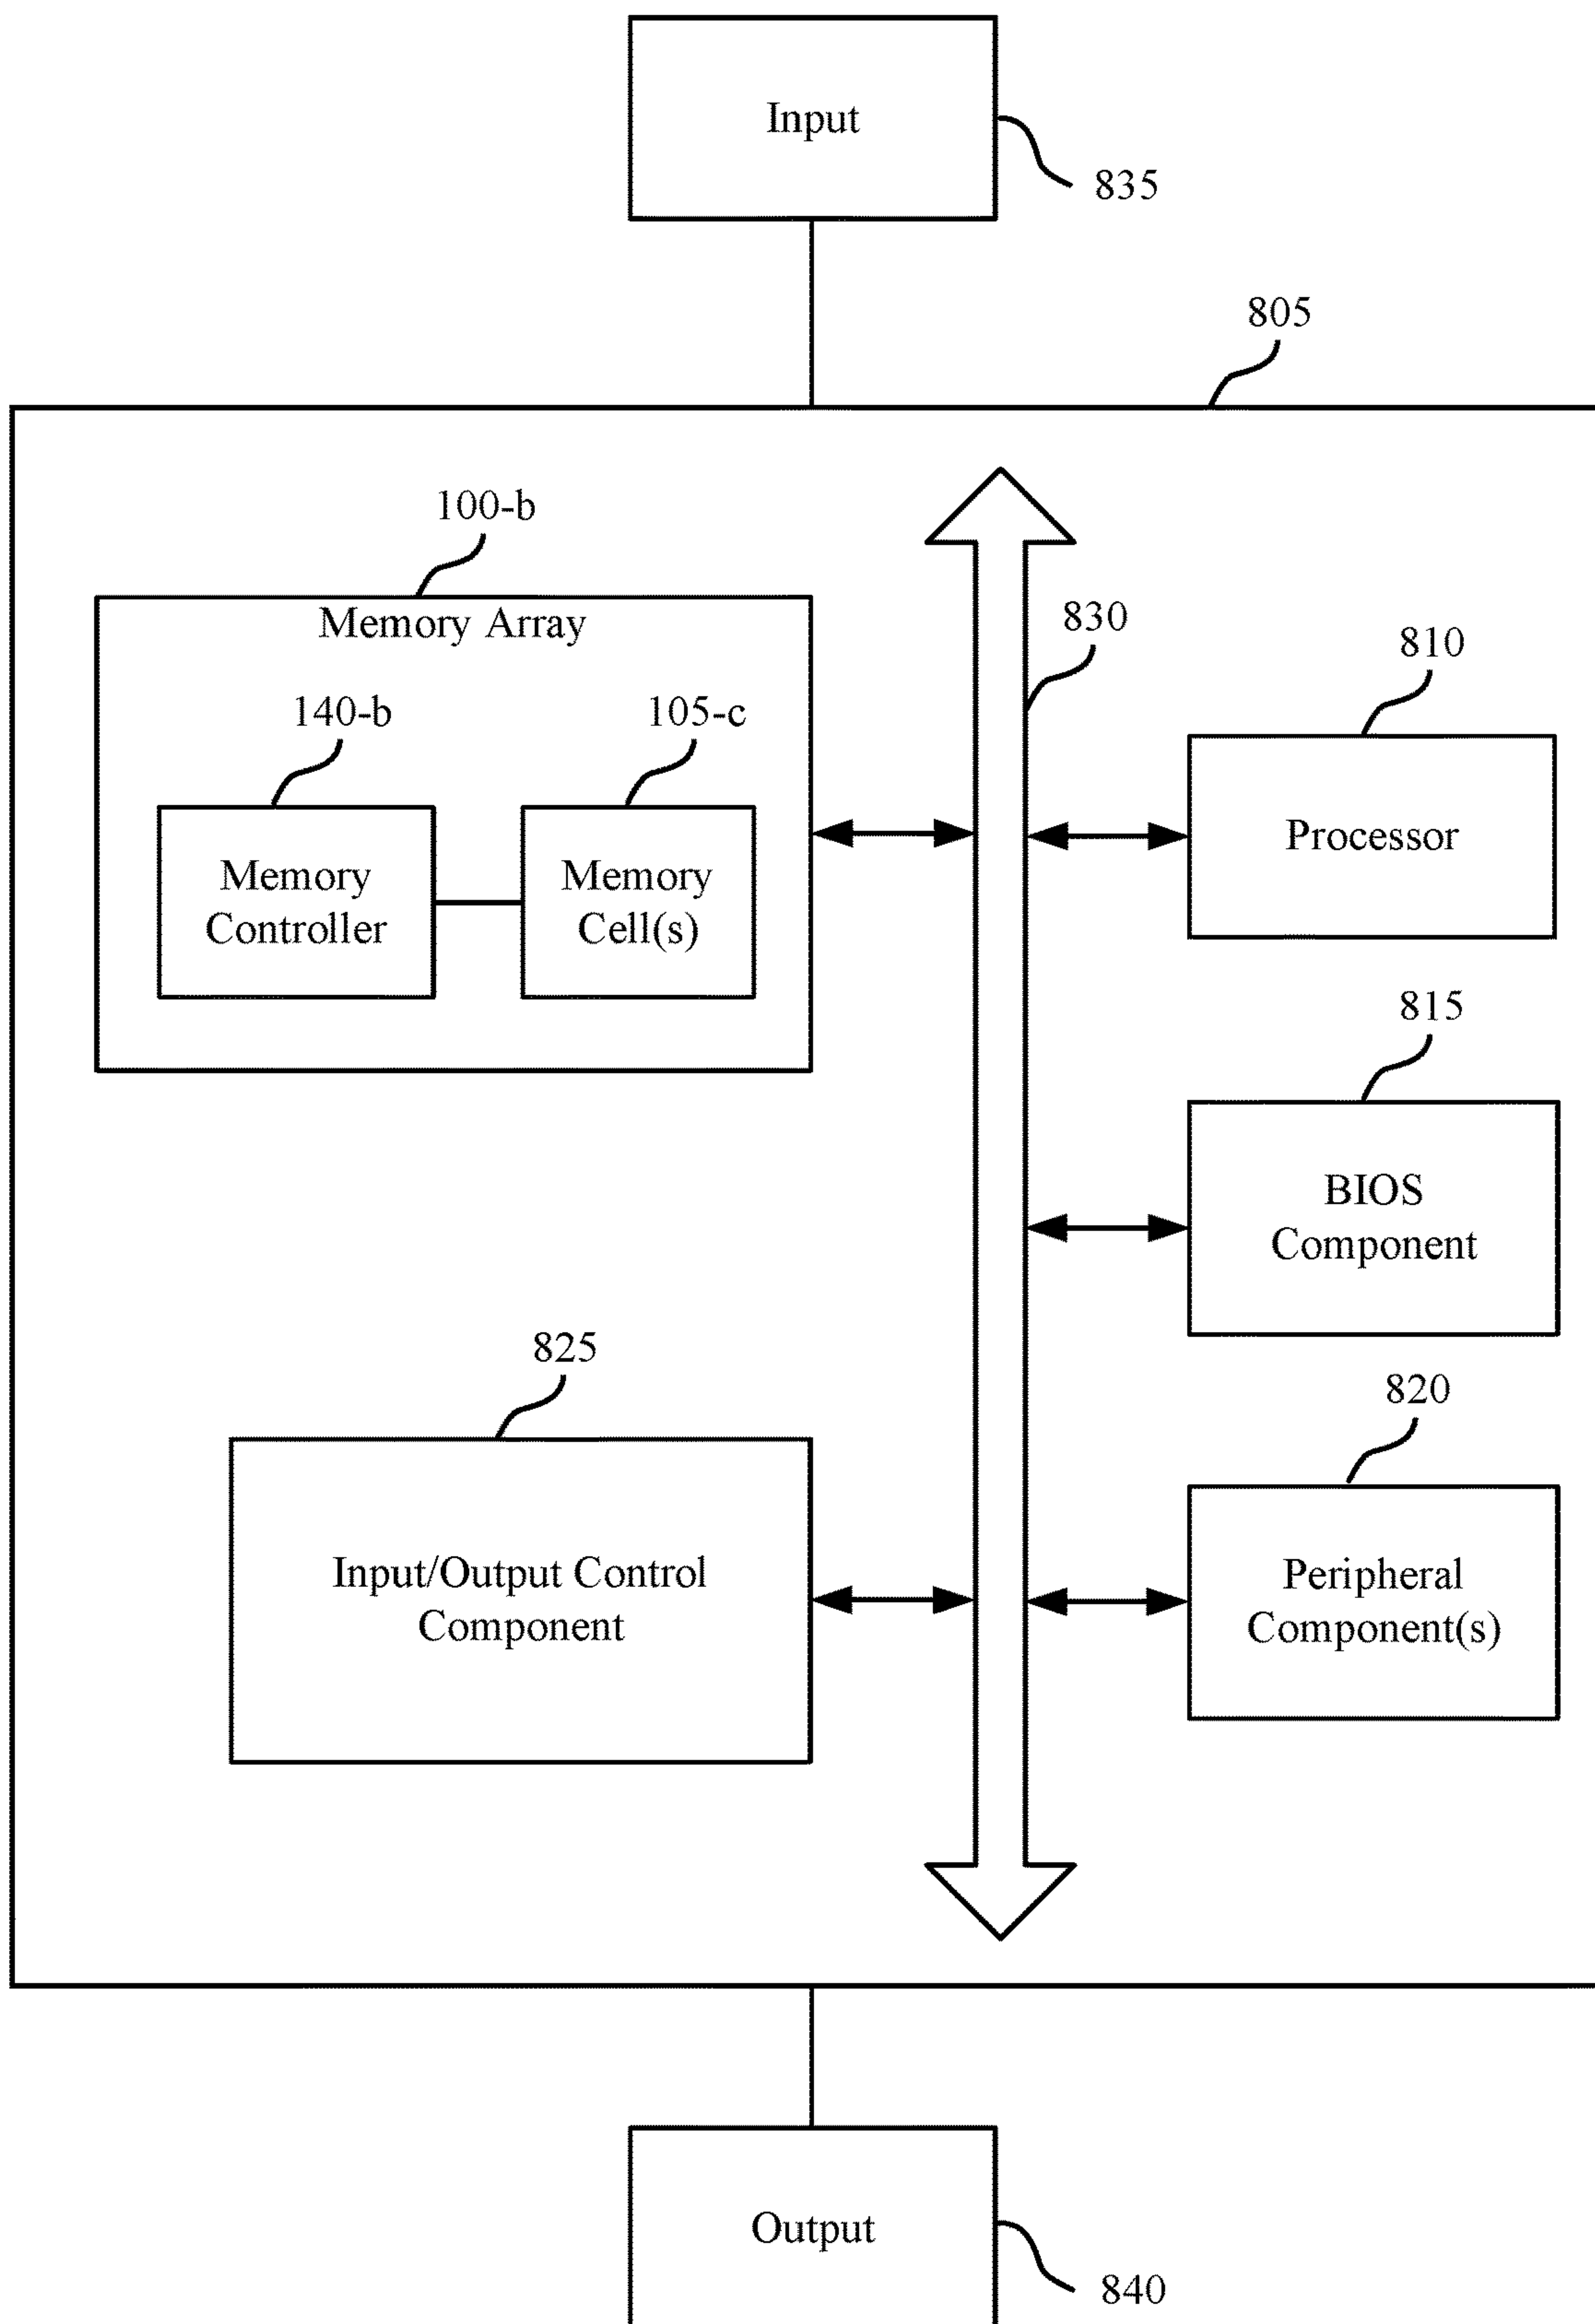 Input
835
805
100-b
Memory Array
830
810
140-b
105-c
Memory
Controller
Memory
Cell(s)
Processor
815
BIOS
Component
825
820
Input/Output Control
Component
Peripheral
Component(s)
Output
840